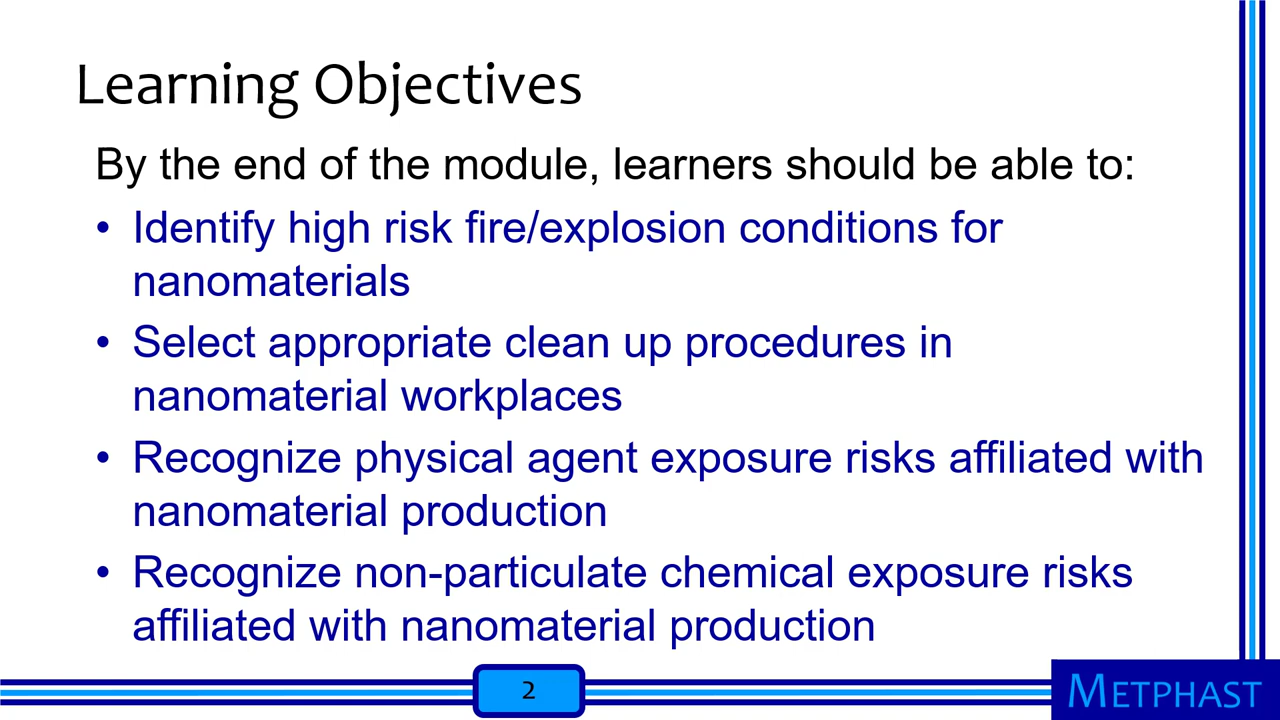 Learning Objectives
By the end of the module, learners should be able to:
• Identify high risk fire/explosion conditions for
nanomaterials
• Select appropriate clean up procedures in
nanomaterial workplaces
• Recognize physical agent exposure risks affiliated with
nanomaterial production
• Recognize non-particulate chemical exposure risks
affiliated with nanomaterial production
2
METPHAST